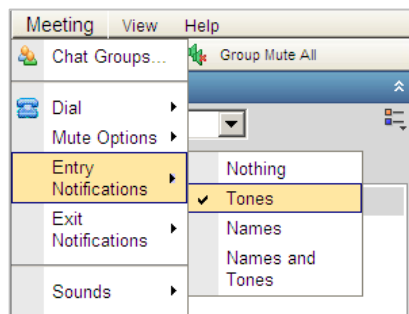 Meeting View Help
Chat Groups... Group Mute All
Dial
Mute Options
Entry
Notifications
Nothing
Tones
Names
Names and
Tones
Exit
Notifications
Sounds